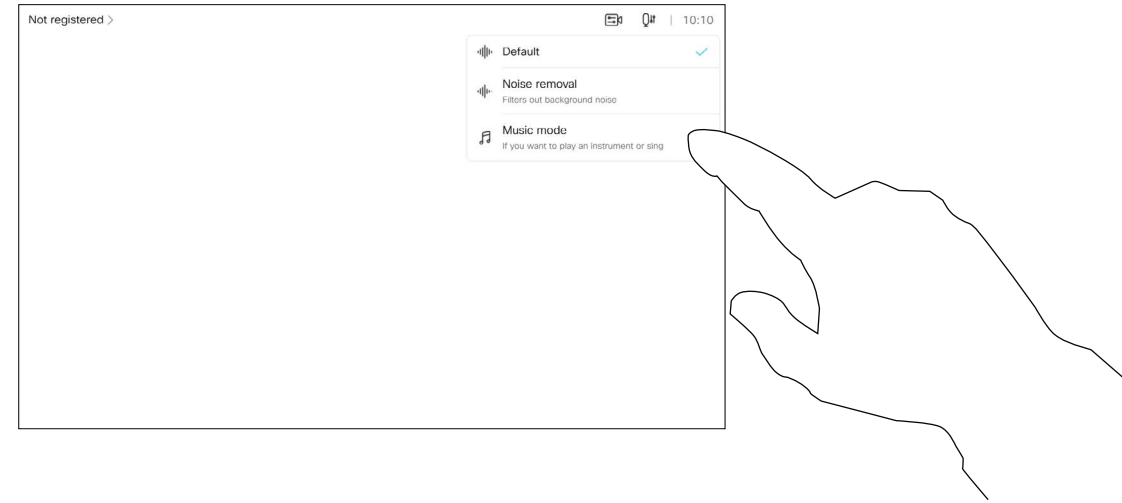 Not registered >
10:10
Default
Noise removal
Filters out background noise
Music mode
If you want to play an instrument or sing